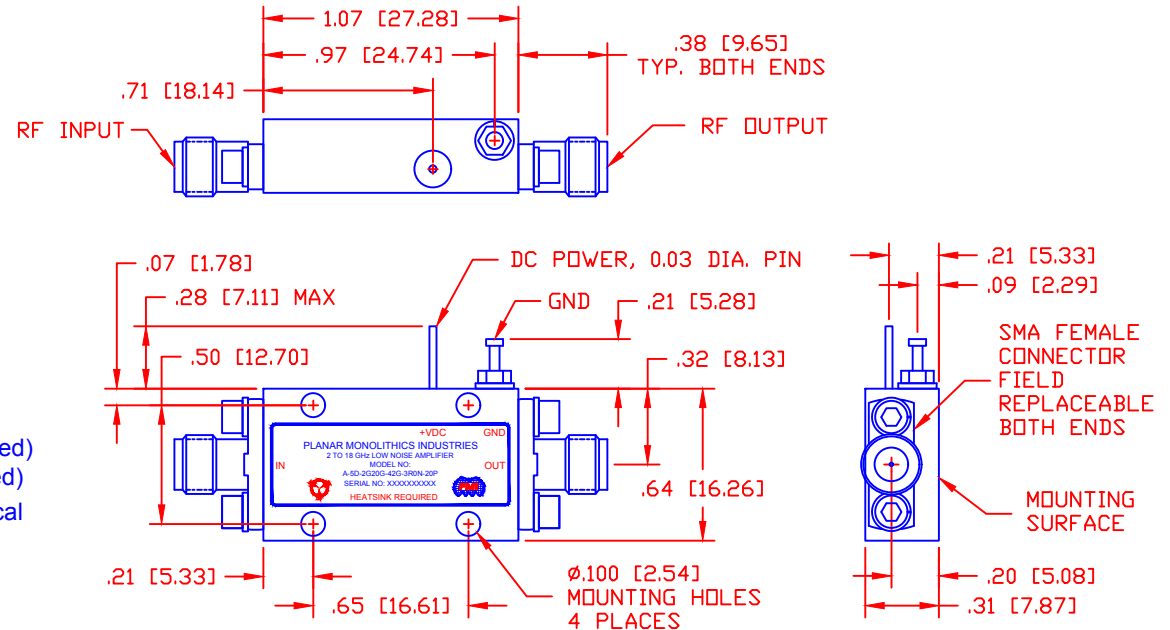 1.07 [27.28]
.97 [24.74]
.38 [9.65]
TYP. BOTH ENDS
.71 [18.14]
RF INPUT
RF OUTPUT
.07 [1.78]
.28 [7.11] MAX
.50 [12.70]
DC POWER, 0.03 DIA. PIN
GND
.21 [5.28]
.32 [8.13]
.21 [5.33]
.09 [2.29]
SMA FEMALE
CONNECTOR
FIELD
REPLACEABLE
BOTH ENDS
+VDC GND
PLANAR MONOLITHICS INDUSTRIES
2 TO 18 GHz LOW NOISE AMPLIFIER
MODEL NO:
IN OUT
A-5D-2G20G-42G-3R0N-20P
SERIAL NO: XXXXXXXXXX
PMI
HEATSINK REQUIRED
ed)
ed)
cal
.64 [16.26]
MOUNTING
SURFACE
.21 [5.33]
.65 [16.61]
Ø.100 [2.54]
MOUNTING HOLES
4 PLACES
.20 [5.08]
.31 [7.87]